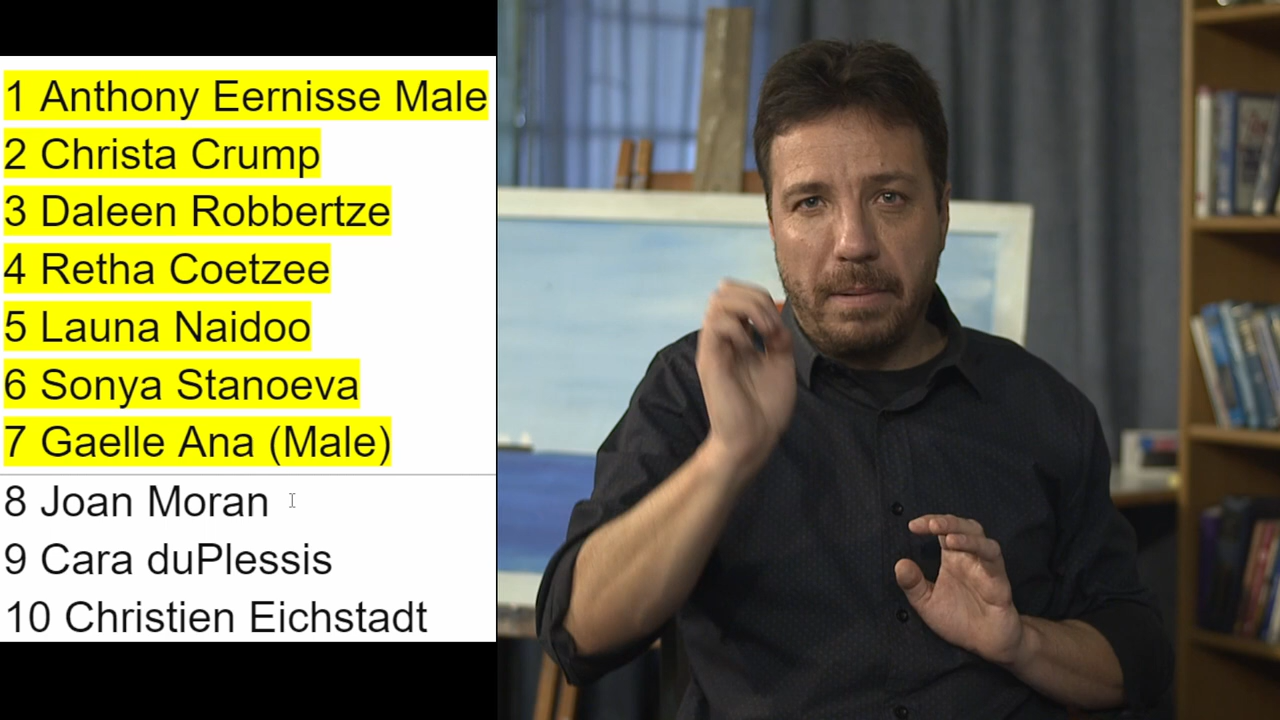 1 Anthony Eernisse Male
2 Christa Crump
3 Daleen Robbertze
4 Retha Coetzee
5 Launa Naidoo
6 Sonya Stanoeva
7 Gaelle Ana (Male)
8 Joan Moran
9 Cara duPlessis
10 Christien Eichstadt